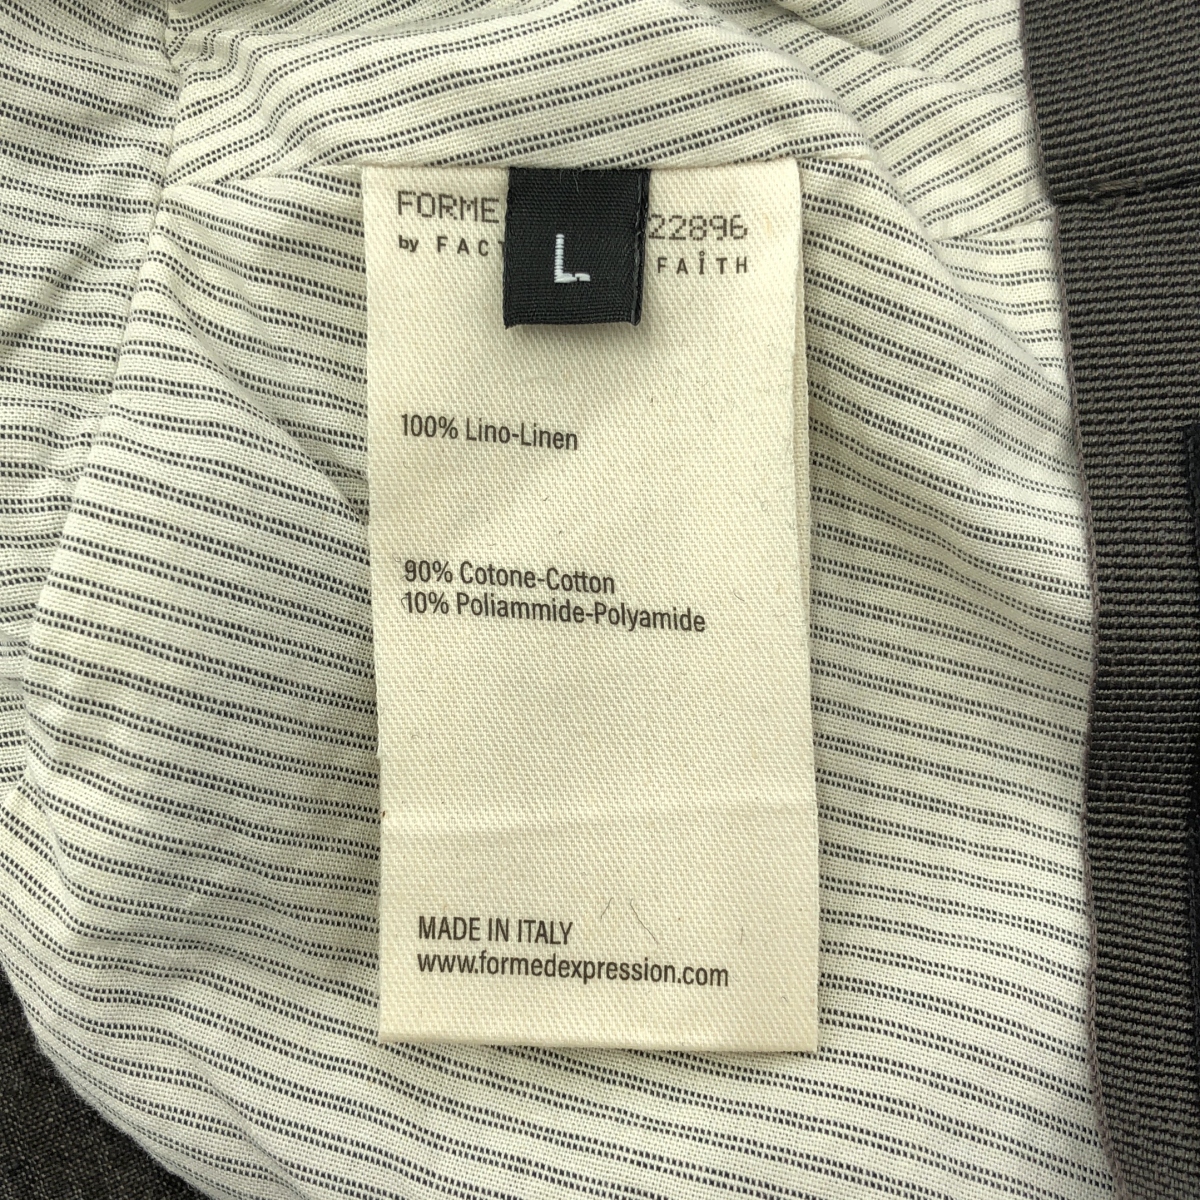 FORME 22896
by FAITH
L
100% Lino-Linen
90% Cotone-Cotton
10% Poliammide-Polyamide
MADE IN ITALY
www.formedexpression.com